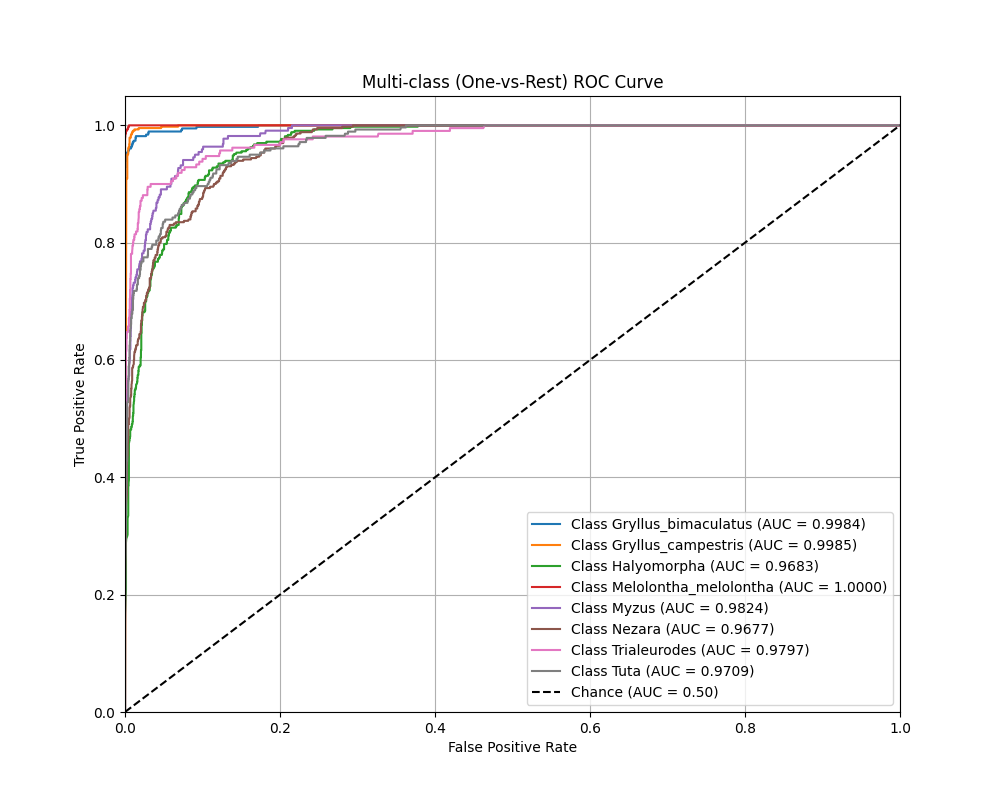 Multi-class (One-vs-Rest) ROC Curve
True Positive Rate
1.0
0.8
0.6
0.4
0.2
0.0
Class Gryllus_bimaculatus (AUC = 0.9984)
Class Gryllus_campestris (AUC = 0.9985)
Class Halyomorpha (AUC = 0.9683)
Class Melolontha_melolontha (AUC = 1.0000)
Class Myzus (AUC = 0.9824)
Class Nezara (AUC = 0.9677)
Class Trialeurodes (AUC = 0.9797)
Class Tuta (AUC = 0.9709)
Chance (AUC = 0.50)
0.0 0.2 0.4 0.6 0.8 1.0
False Positive Rate